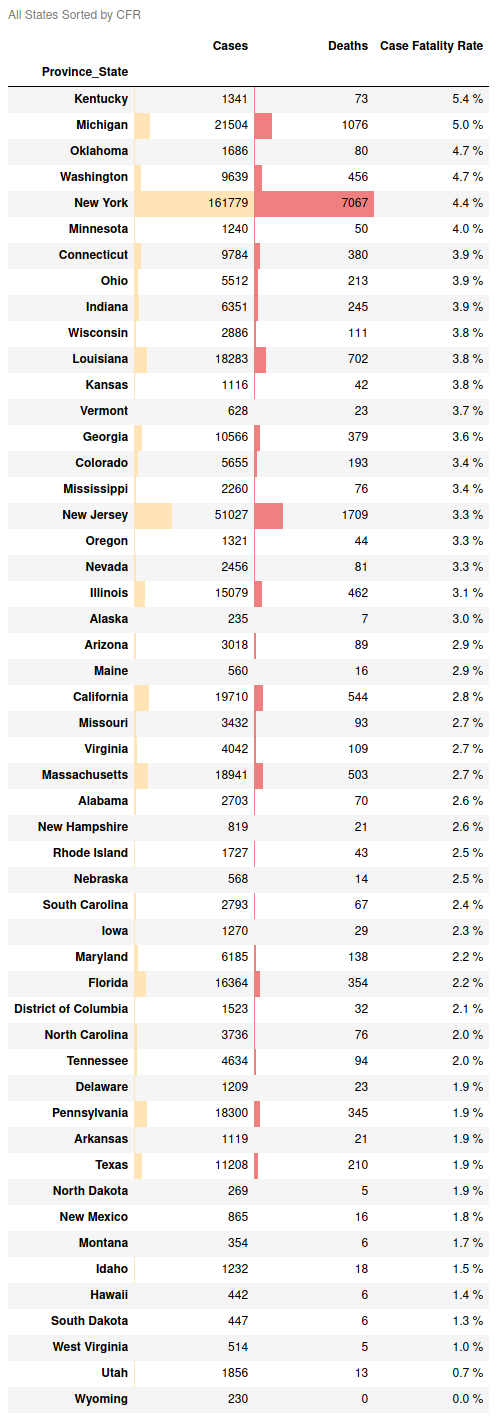 All States Sorted by CFR
Cases Deaths Case Fatality Rate
Province_State
Kentucky 1341 73 5.4 %
Michigan 21504 1076 5.0 %
Oklahoma 1686 80 4.7 %
Washington 9639 456 4.7 %
New York 161779 7067 4.4 %
Minnesota 1240 50 4.0 %
Connecticut 9784 380 3.9 %
Ohio 5512 213 3.9 %
Indiana 6351 245 3.9 %
Wisconsin 2886 111 3.8 %
Louisiana 18283 702 3.8 %
Kansas 1116 42 3.8 %
Vermont 628 23 3.7 %
Georgia 10566 379 3.6 %
Colorado 5655 193 3.4 %
Mississippi 2260 76 3.4 %
New Jersey 51027 1709 3.3 %
Oregon 1321 44 3.3 %
Nevada 2456 81 3.3 %
Illinois 15079 462 3.1 %
Alaska 235 7 3.0 %
Arizona 3018 89 2.9 %
Maine 560 16 2.9 %
California 19710 544 2.8 %
Missouri 3432 93 2.7 %
Virginia 4042 109 2.7 %
Massachusetts 18941 503 2.7 %
Alabama 2703 70 2.6 %
New Hampshire 819 21 2.6 %
Rhode Island 1727 43 2.5 %
Nebraska 568 14 2.5 %
South Carolina 2793 67 2.4 %
Iowa 1270 29 2.3 %
Maryland 6185 138 2.2 %
Florida 16364 354 2.2 %
District of Columbia 1523 32 2.1 %
North Carolina 3736 76 2.0 %
Tennessee 4634 94 2.0 %
Delaware 1209 23 1.9 %
Pennsylvania 18300 345 1.9 %
Arkansas 1119 21 1.9 %
Texas 11208 210 1.9 %
North Dakota 269 5 1.9 %
New Mexico 865 16 1.8 %
Montana 354 6 1.7 %
Idaho 1232 18 1.5 %
Hawaii 442 6 1.4 %
South Dakota 447 6 1.3 %
West Virginia 514 5 1.0 %
Utah 1856 13 0.7 %
Wyoming 230 0 0.0 %